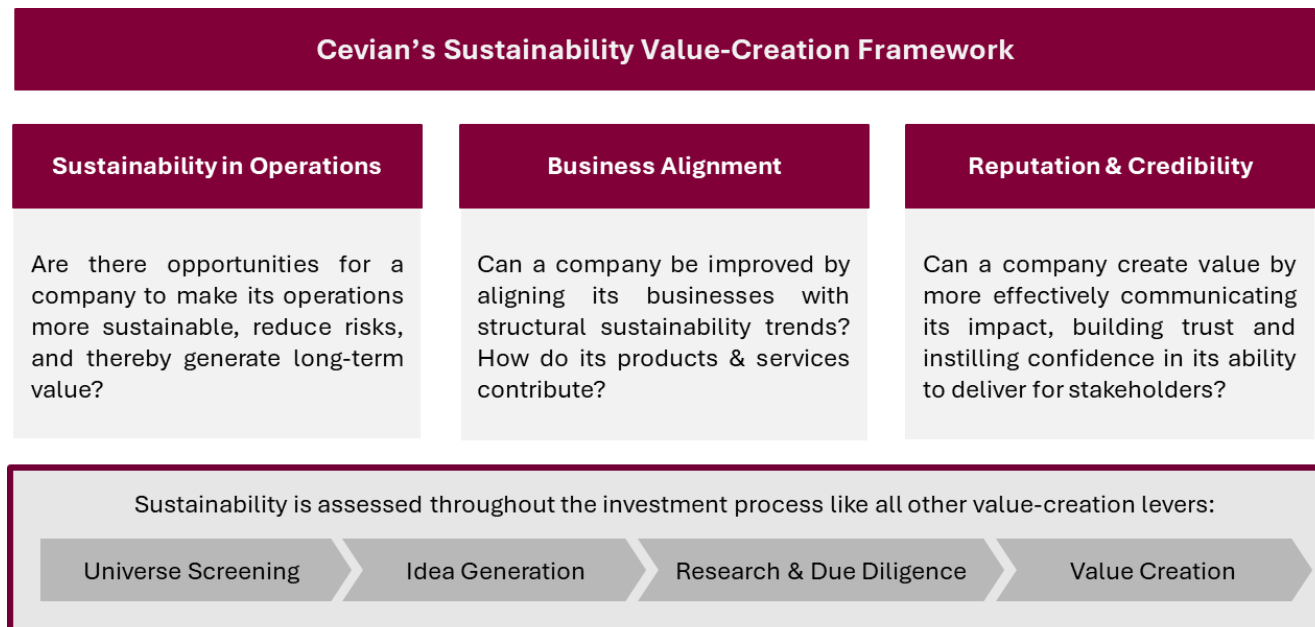 Cevian’s Sustainability Value-Creation Framework
Sustainability in Operations
Are there opportunities for a
company to make its operations
more sustainable, reduce risks,
and thereby generate long-term
value?
Business Alignment
Can a company be improved by
aligning its businesses with
structural sustainability trends?
How do its products & services
contribute?
Reputation & Credibility
Can a company create value by
more effectively communicating
its impact, building trust and
instilling confidence in its ability
to deliver for stakeholders?
Sustainability is assessed throughout the investment process like all other value-creation levers:
Universe Screening
Idea Generation
Research & Due Diligence
Value Creation